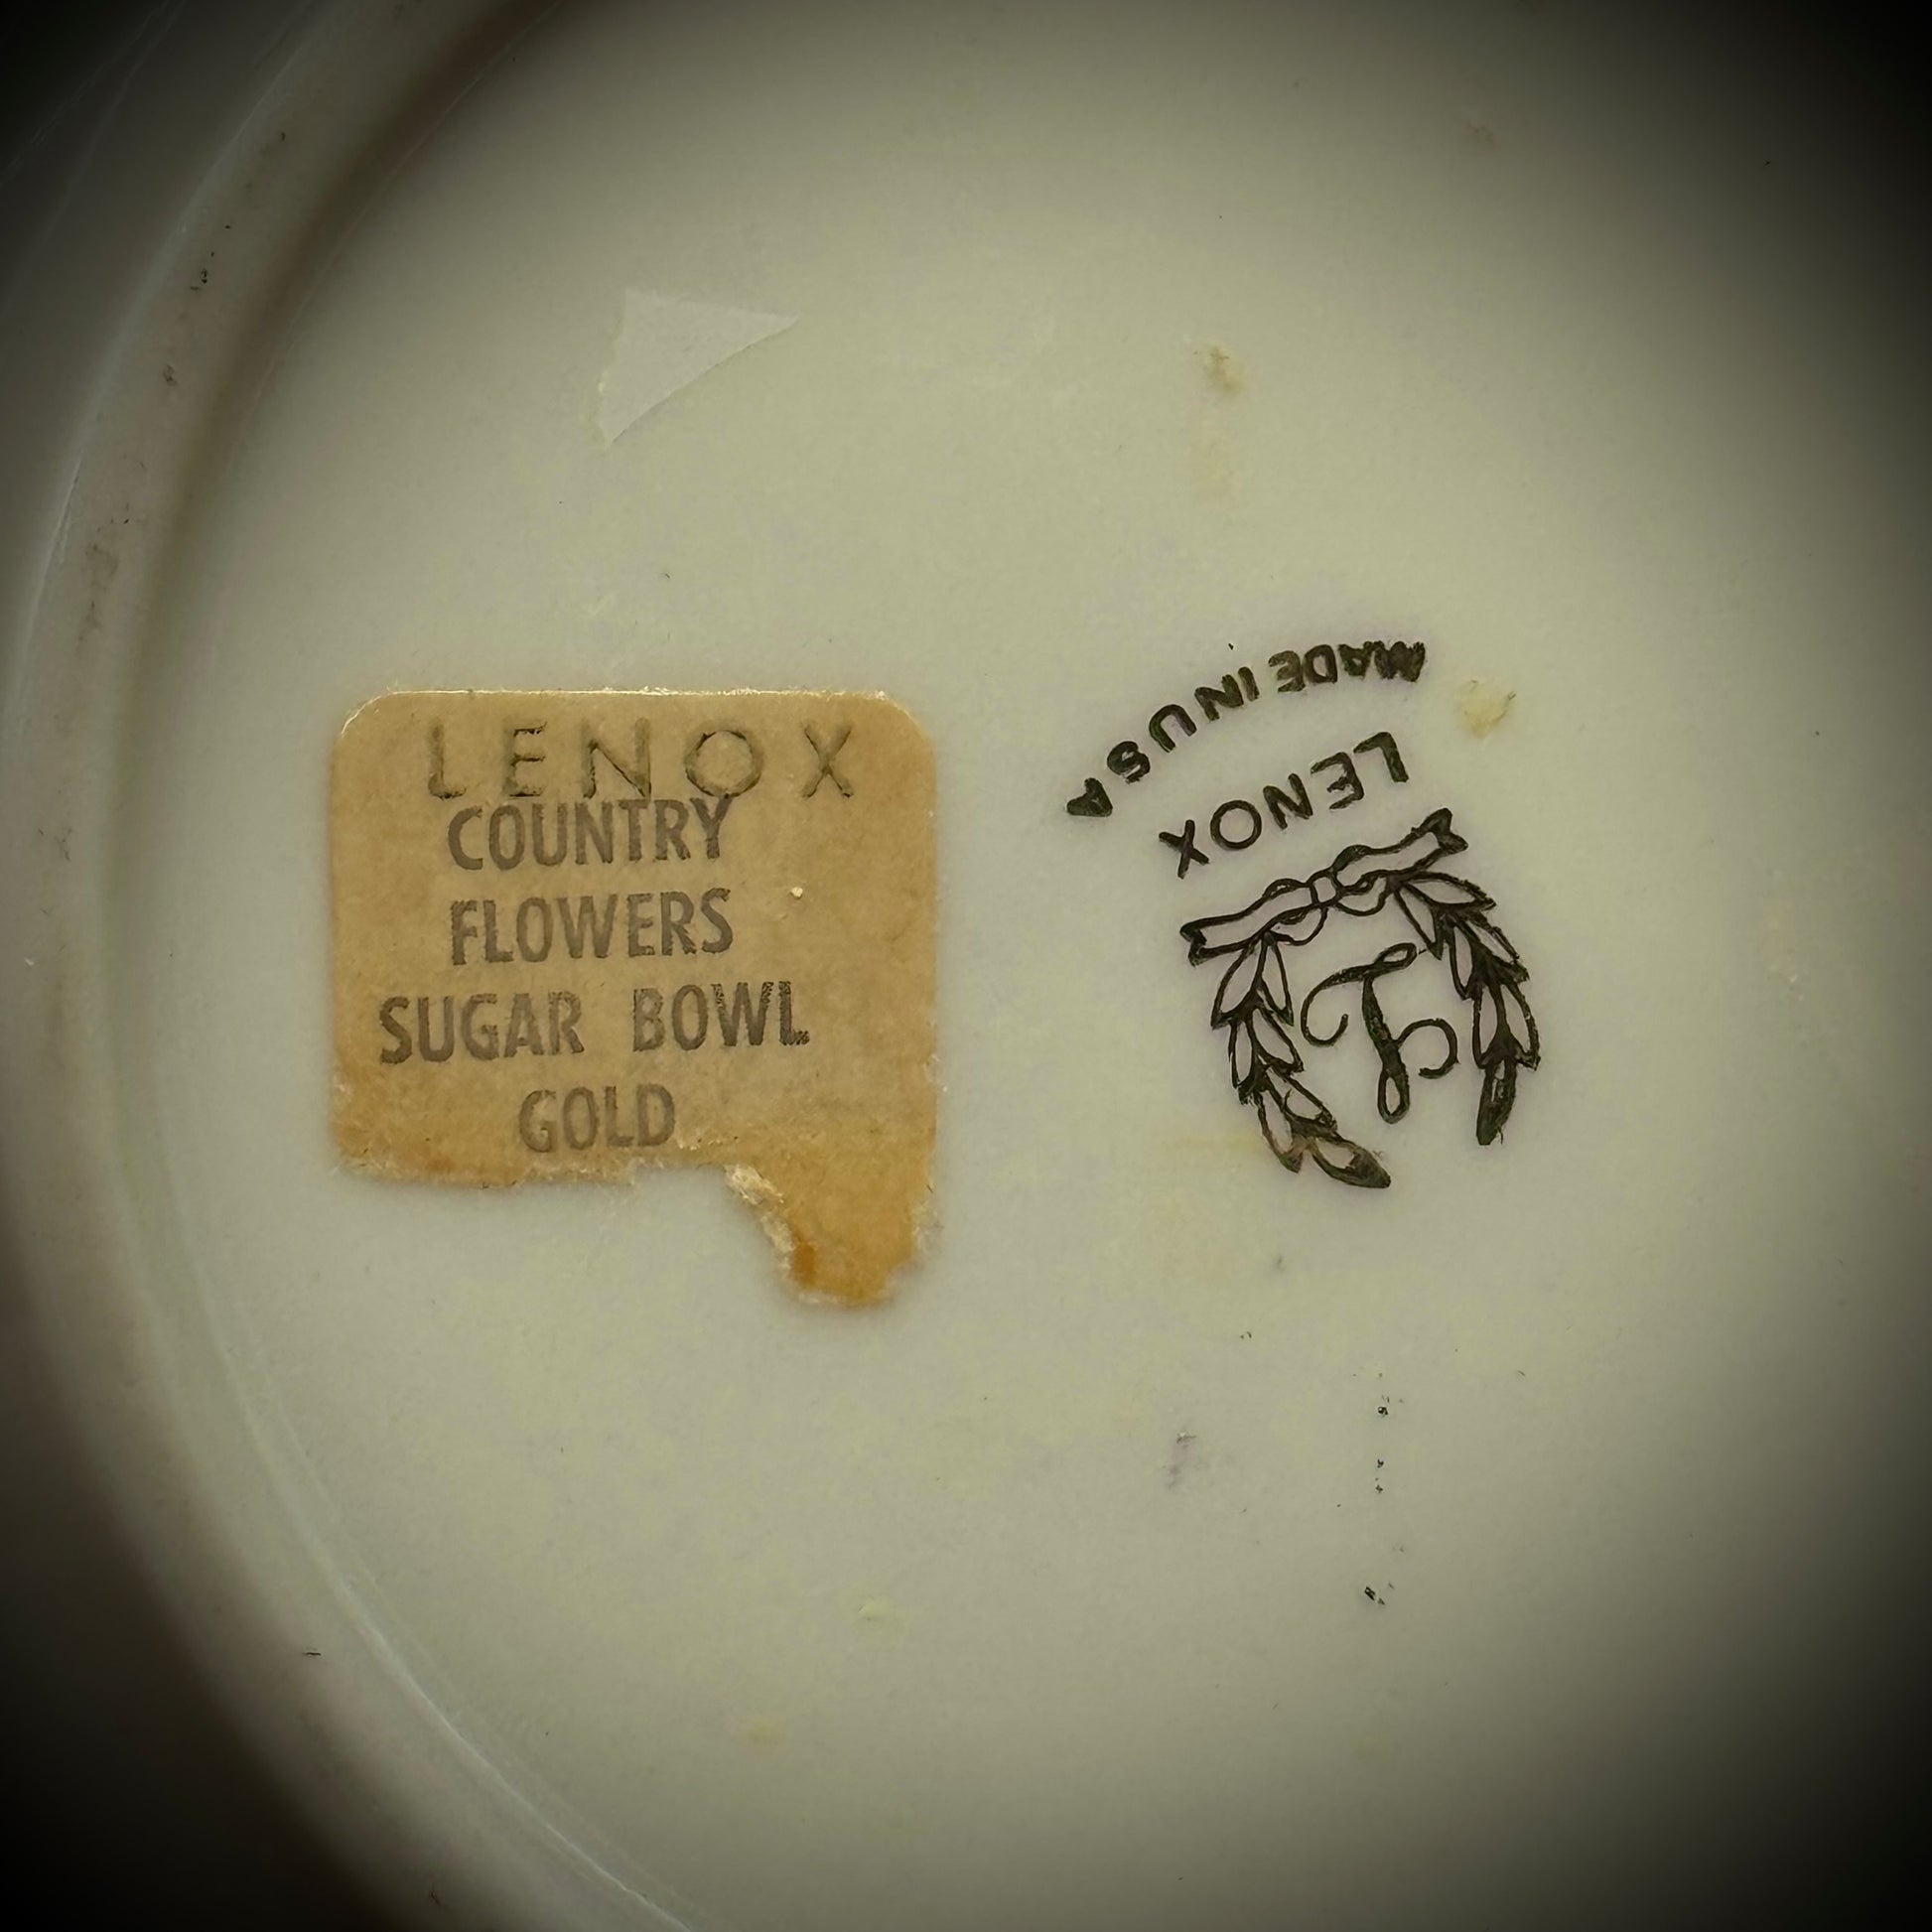 LENOX
COUNTRY
FLOWERS
SUGAR BOWL
GOLD
L
LENOX
MADE IN USA